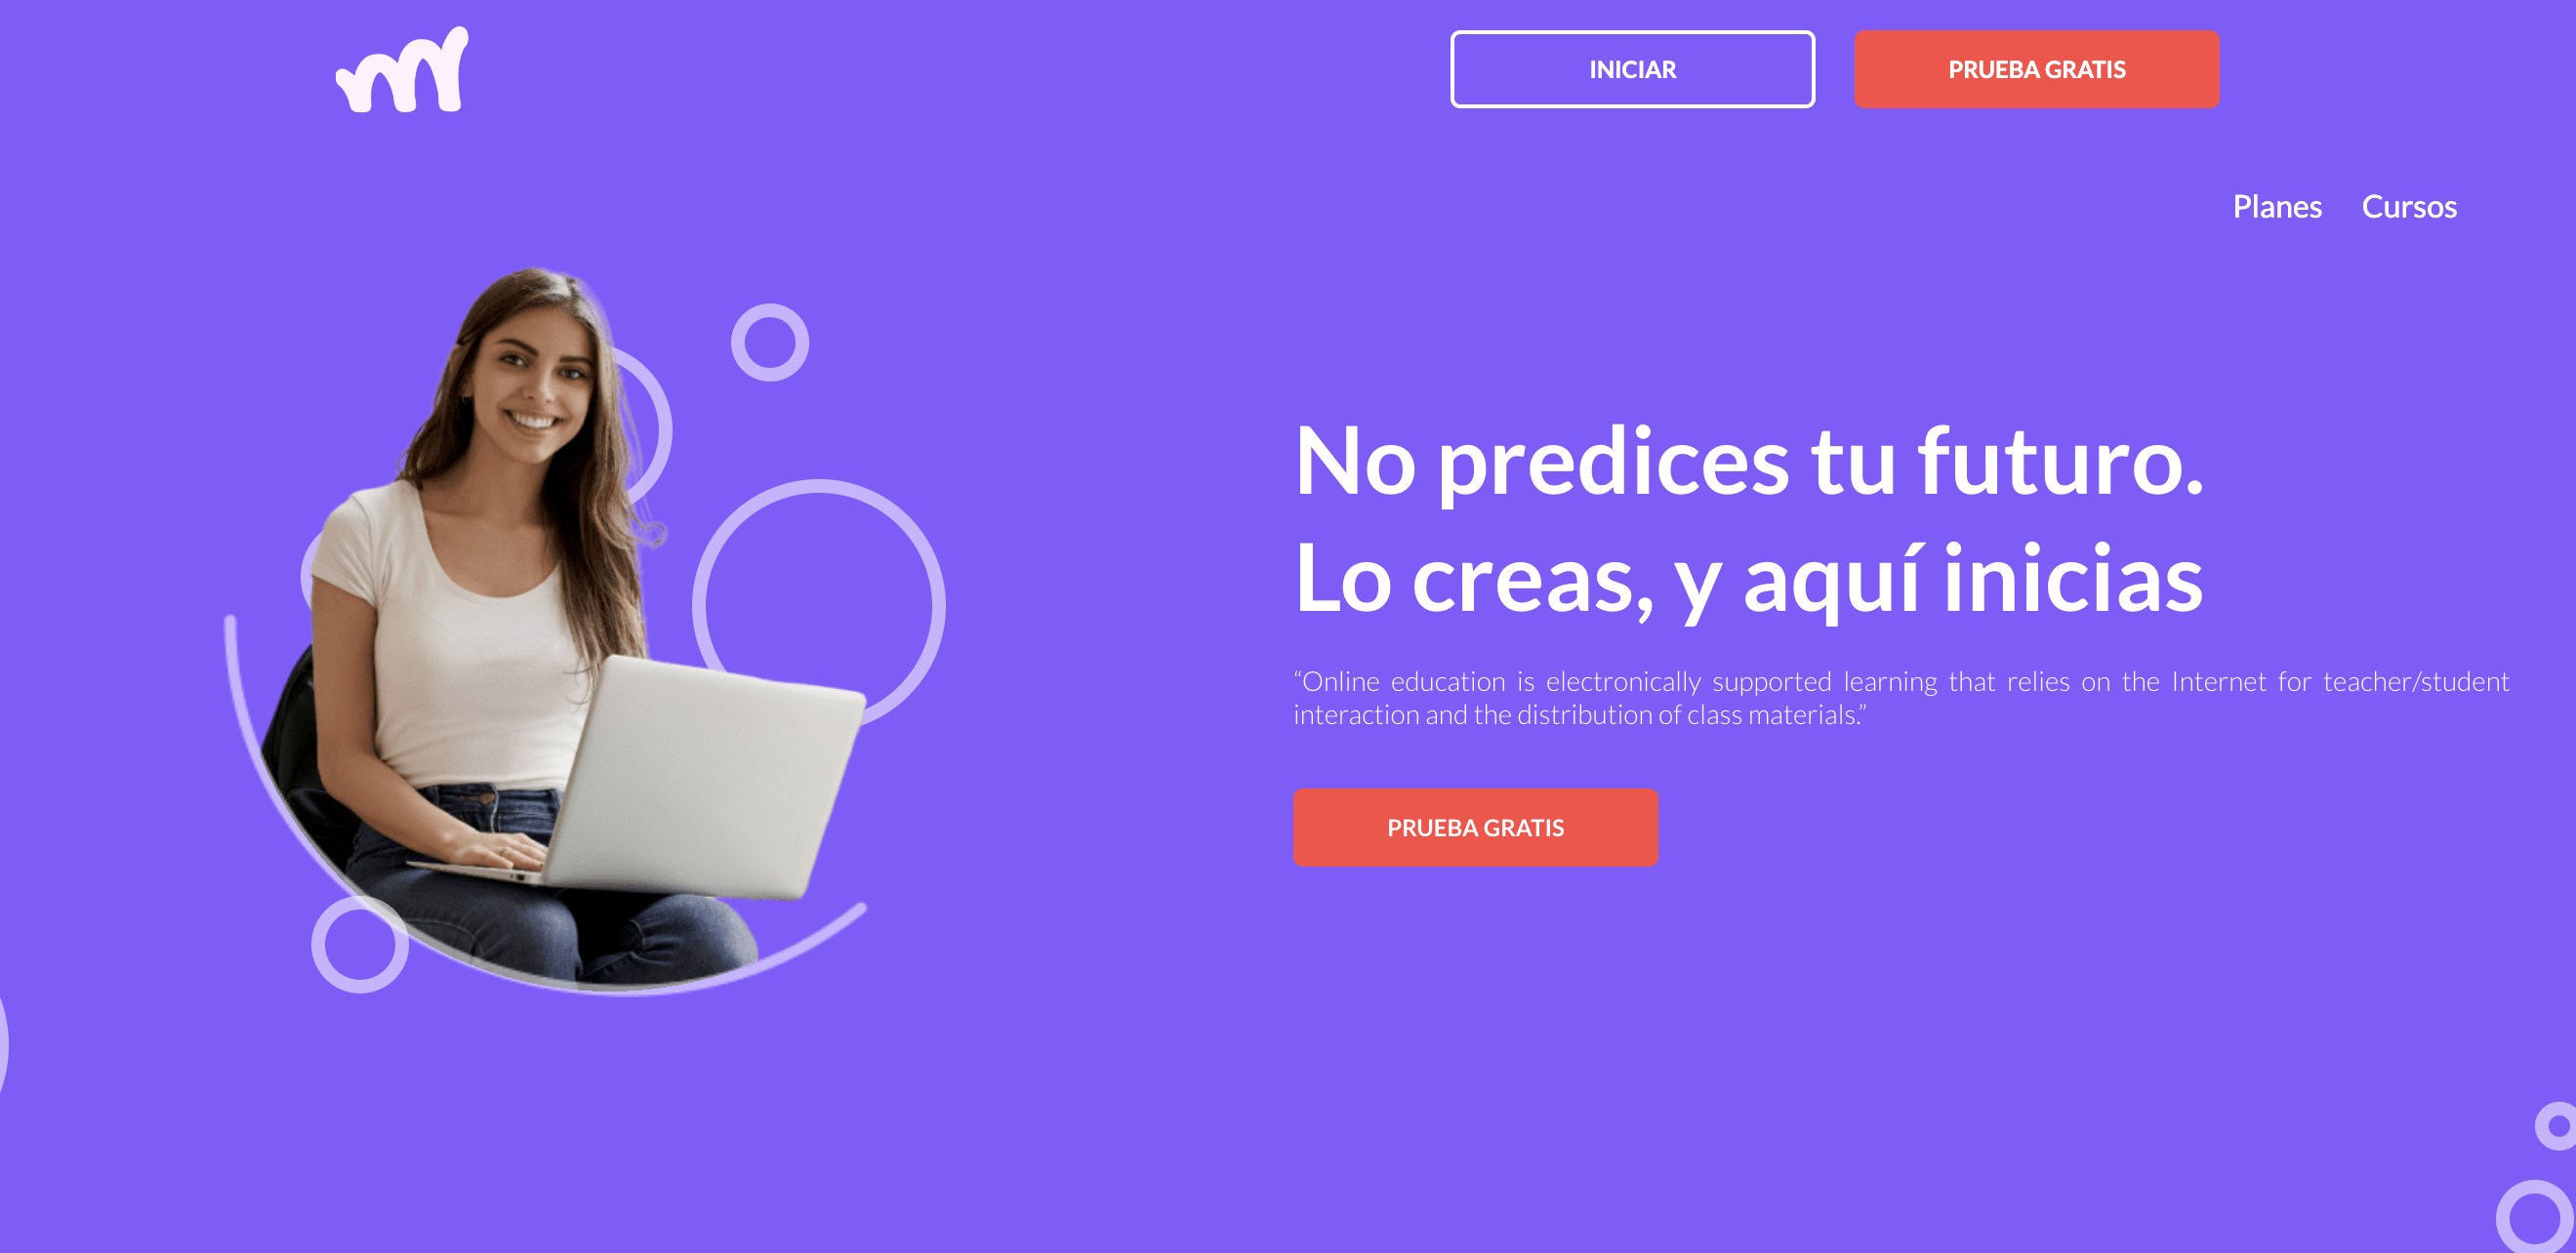 m
INICIAR
PRUEBA GRATIS
Planes
Cursos
No predices tu futuro.
Lo creas, y aquí inicias
“Online education is electronically supported learning that relies on the Internet for teacher/student
interaction and the distribution of class materials.”
PRUEBA GRATIS